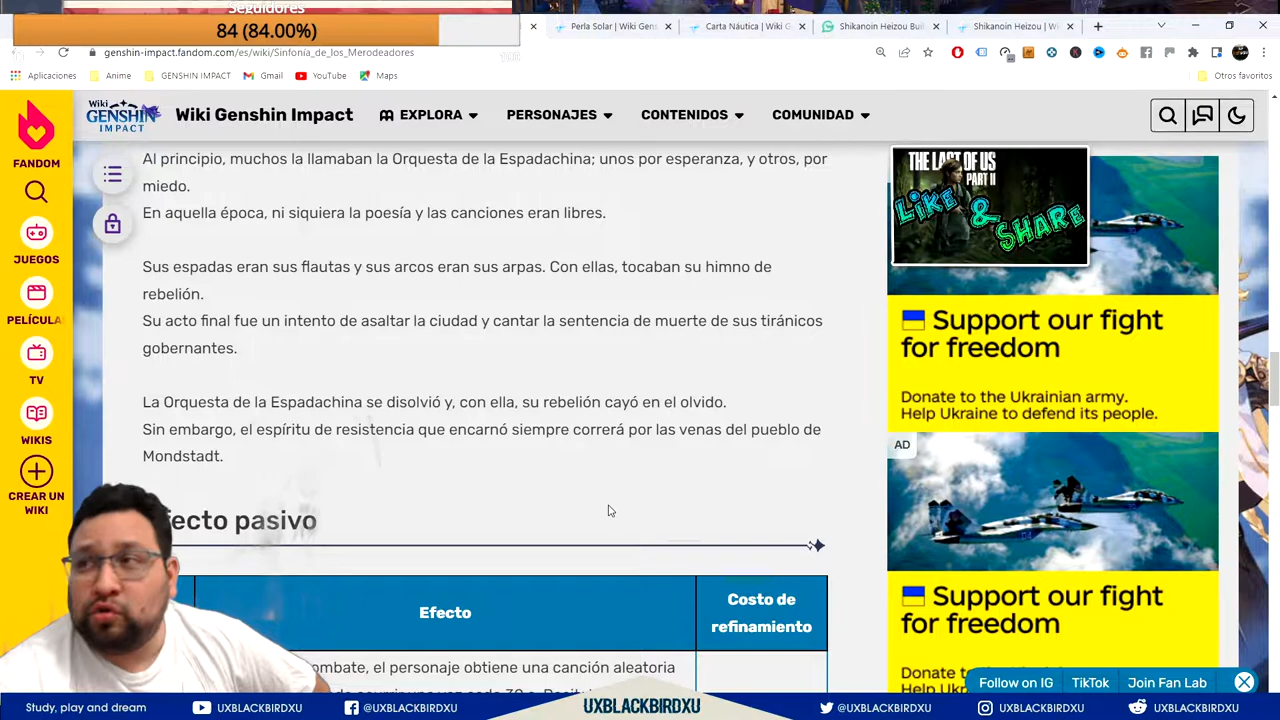 Seguidores
84 (84.00%)
Perla Solar | Wiki Gens
Carta Náutica | Wiki G
Shikanoin Heizou Buil
Shikanoin Heizou | Wi
genshin-impact.fandom.com/es/wiki/Sinfonía_de_los_Merodeadores
Aplicaciones
Anime
GENSHIN IMPACT
Gmail
YouTube
Maps
Otros favoritos
FANDOM
JUEGOS
PELÍCULA
TV
WIKIS
CREAR UN
WIKI
Wiki
GENSHIN
IMPACT
Wiki Genshin Impact
EXPLORA
PERSONAJES
CONTENIDOS
COMUNIDAD
Al principio, muchos la llamaban la Orquesta de la Espadachina; unos por esperanza, y otros, por
miedo.
En aquella época, ni siquiera la poesía y las canciones eran libres.
Sus espadas eran sus flautas y sus arcos eran sus arpas. Con ellas, tocaban su himno de
rebelión.
Su acto final fue un intento de asaltar la ciudad y cantar la sentencia de muerte de sus tiránicos
gobernantes.
La Orquesta de la Espadachina se disolvió y, con ella, su rebelión cayó en el olvido.
Sin embargo, el espíritu de resistencia que encarnó siempre correrá por las venas del pueblo de
Mondstadt.
fecto pasivo
Efecto
Costo de
refinamiento
ombate, el personaje obtiene una canción aleatoria
THE LAST OF US
PART II
LIKE
&
SHARE
Support our fight
for freedom
Donate to the Ukrainian army.
Help Ukraine to defend its people.
AD
Support our fight
for freedom
Follow on IG
TikTok
Join Fan Lab
Study, play and dream
UXBLACKBIRDXU
@UXBLACKBIRDXU
UXBLACKBIRDXU
@UXBLACKBIRDXU
UXBLACKBIRDXU
UXBLACKBIRDXU